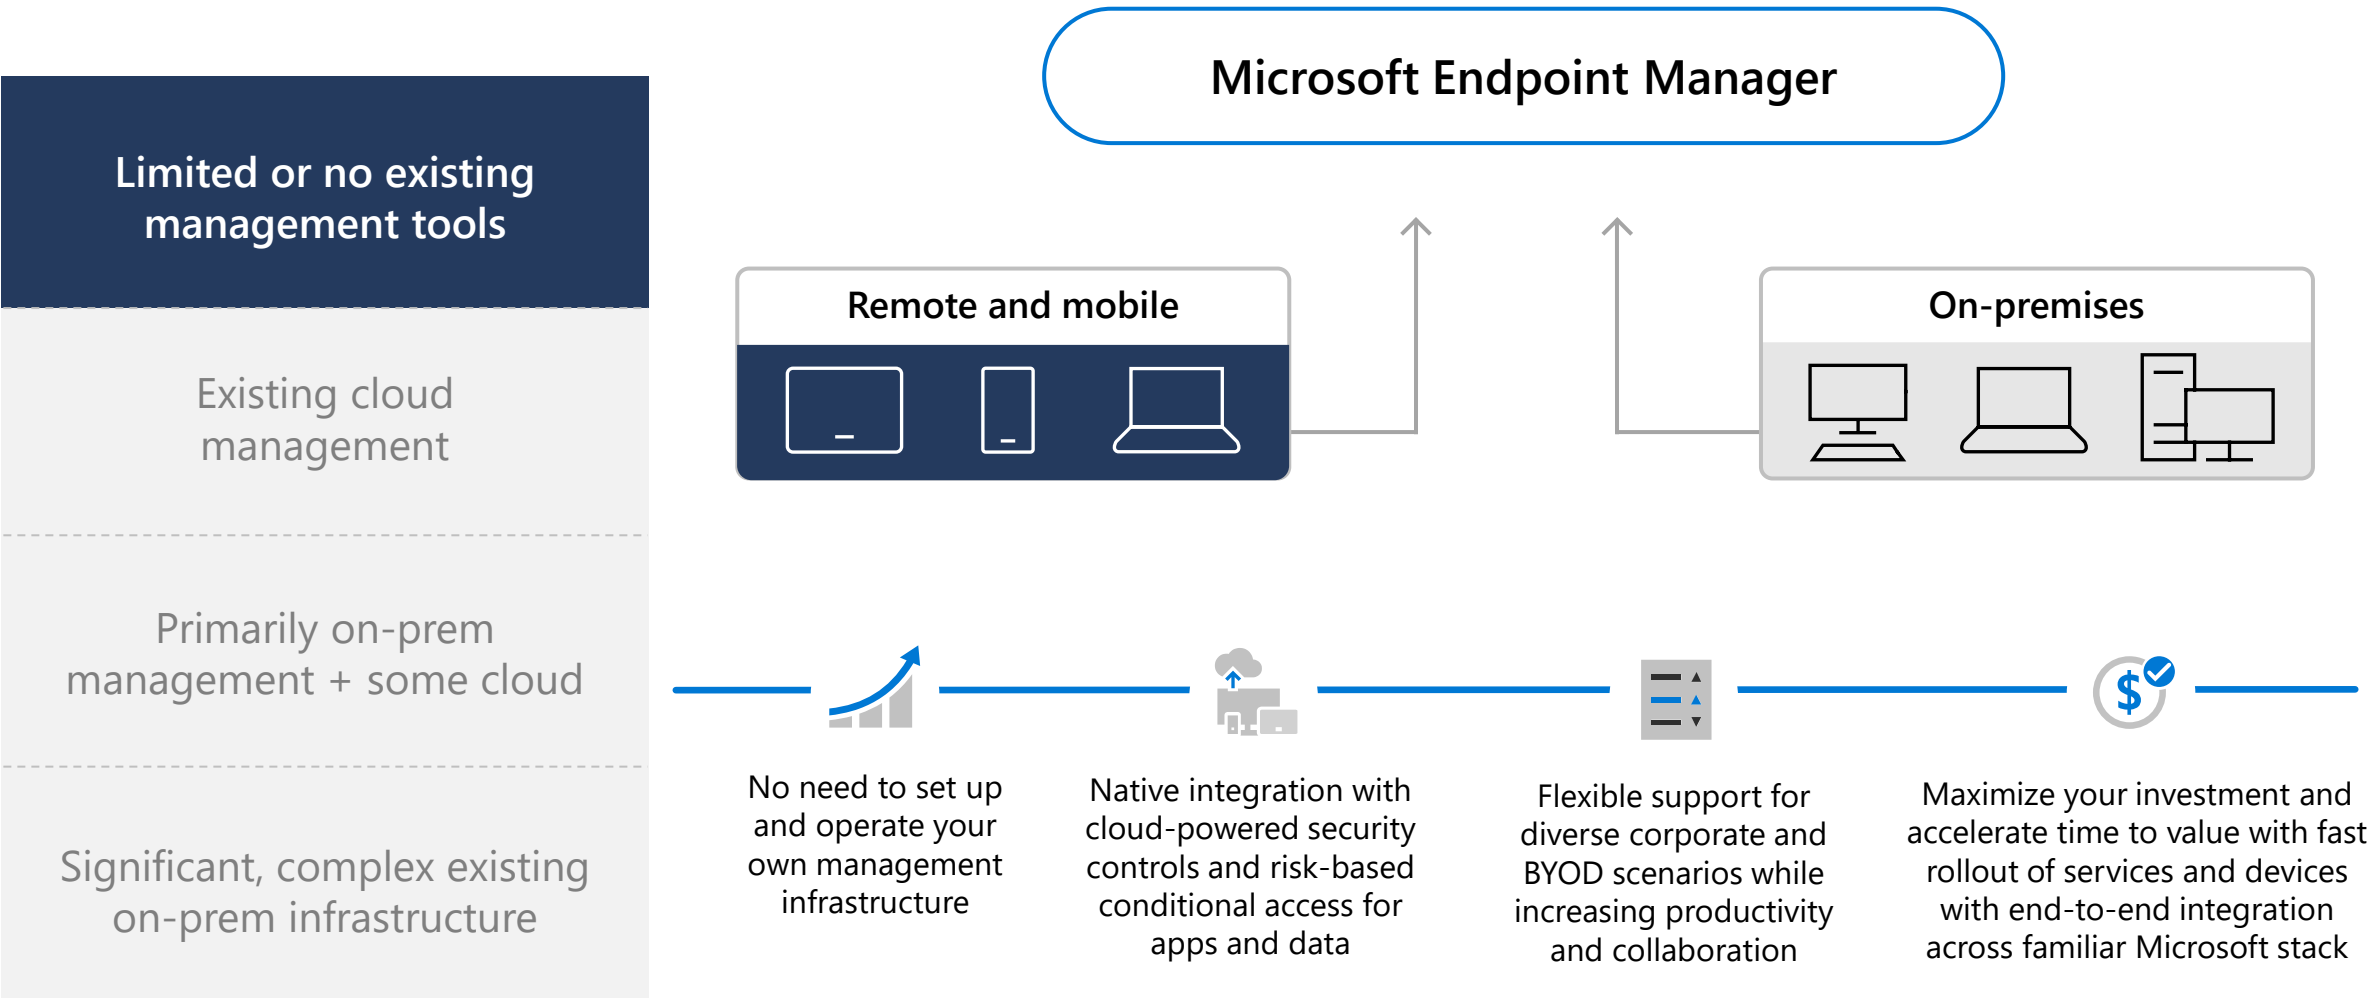 Microsoft Endpoint Manager
Limited or no existing
management tools
Existing cloud
management
Primarily on-prem
management + some cloud
Significant, complex existing
on-prem infrastructure
Remote and mobile
On-premises
No need to set up
and operate your
own management
infrastructure
Native integration with
cloud-powered security
controls and risk-based
conditional access for
apps and data
Flexible support for
diverse corporate and
BYOD scenarios while
increasing productivity
and collaboration
$
Maximize your investment and
accelerate time to value with fast
rollout of services and devices
with end-to-end integration
across familiar Microsoft stack